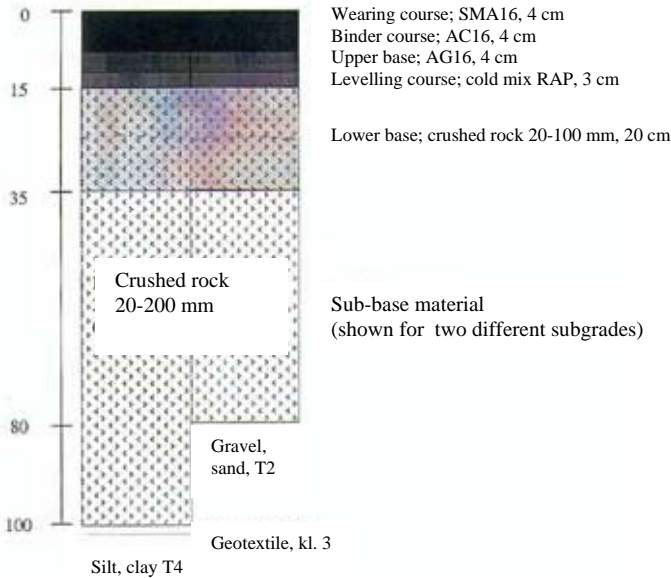 0
Wearing course; SMA16, 4 cm
Binder course; AC16, 4 cm
Upper base; AG16, 4 cm
Levelling course; cold mix RAP, 3 cm
15
Lower base; crushed rock 20-100 mm, 20 cm
35
Crushed rock
20-200 mm
Sub-base material
(shown for two different subgrades)
80
Gravel,
sand, T2
100
Geotextile, kl. 3
Silt, clay T4